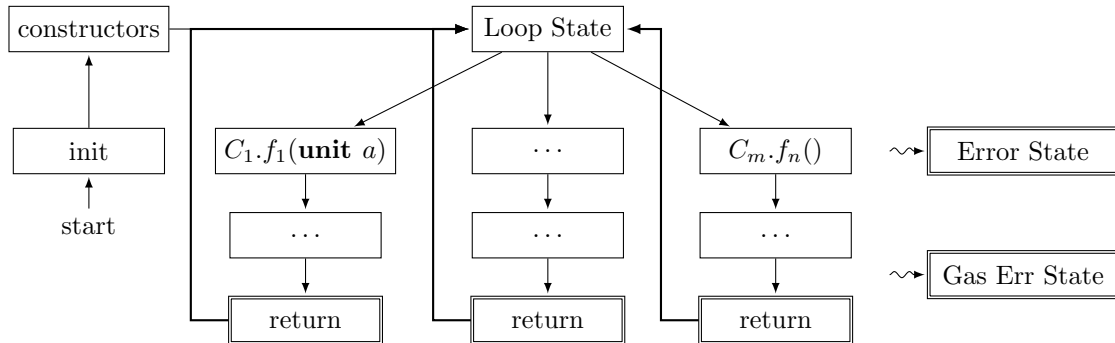 constructors
Loop State
init
C₁.f₁(unit a)
⋯
Cₘ.fₙ()
Error State
start
⋯
⋯
⋯
Gas Err State
return
return
return